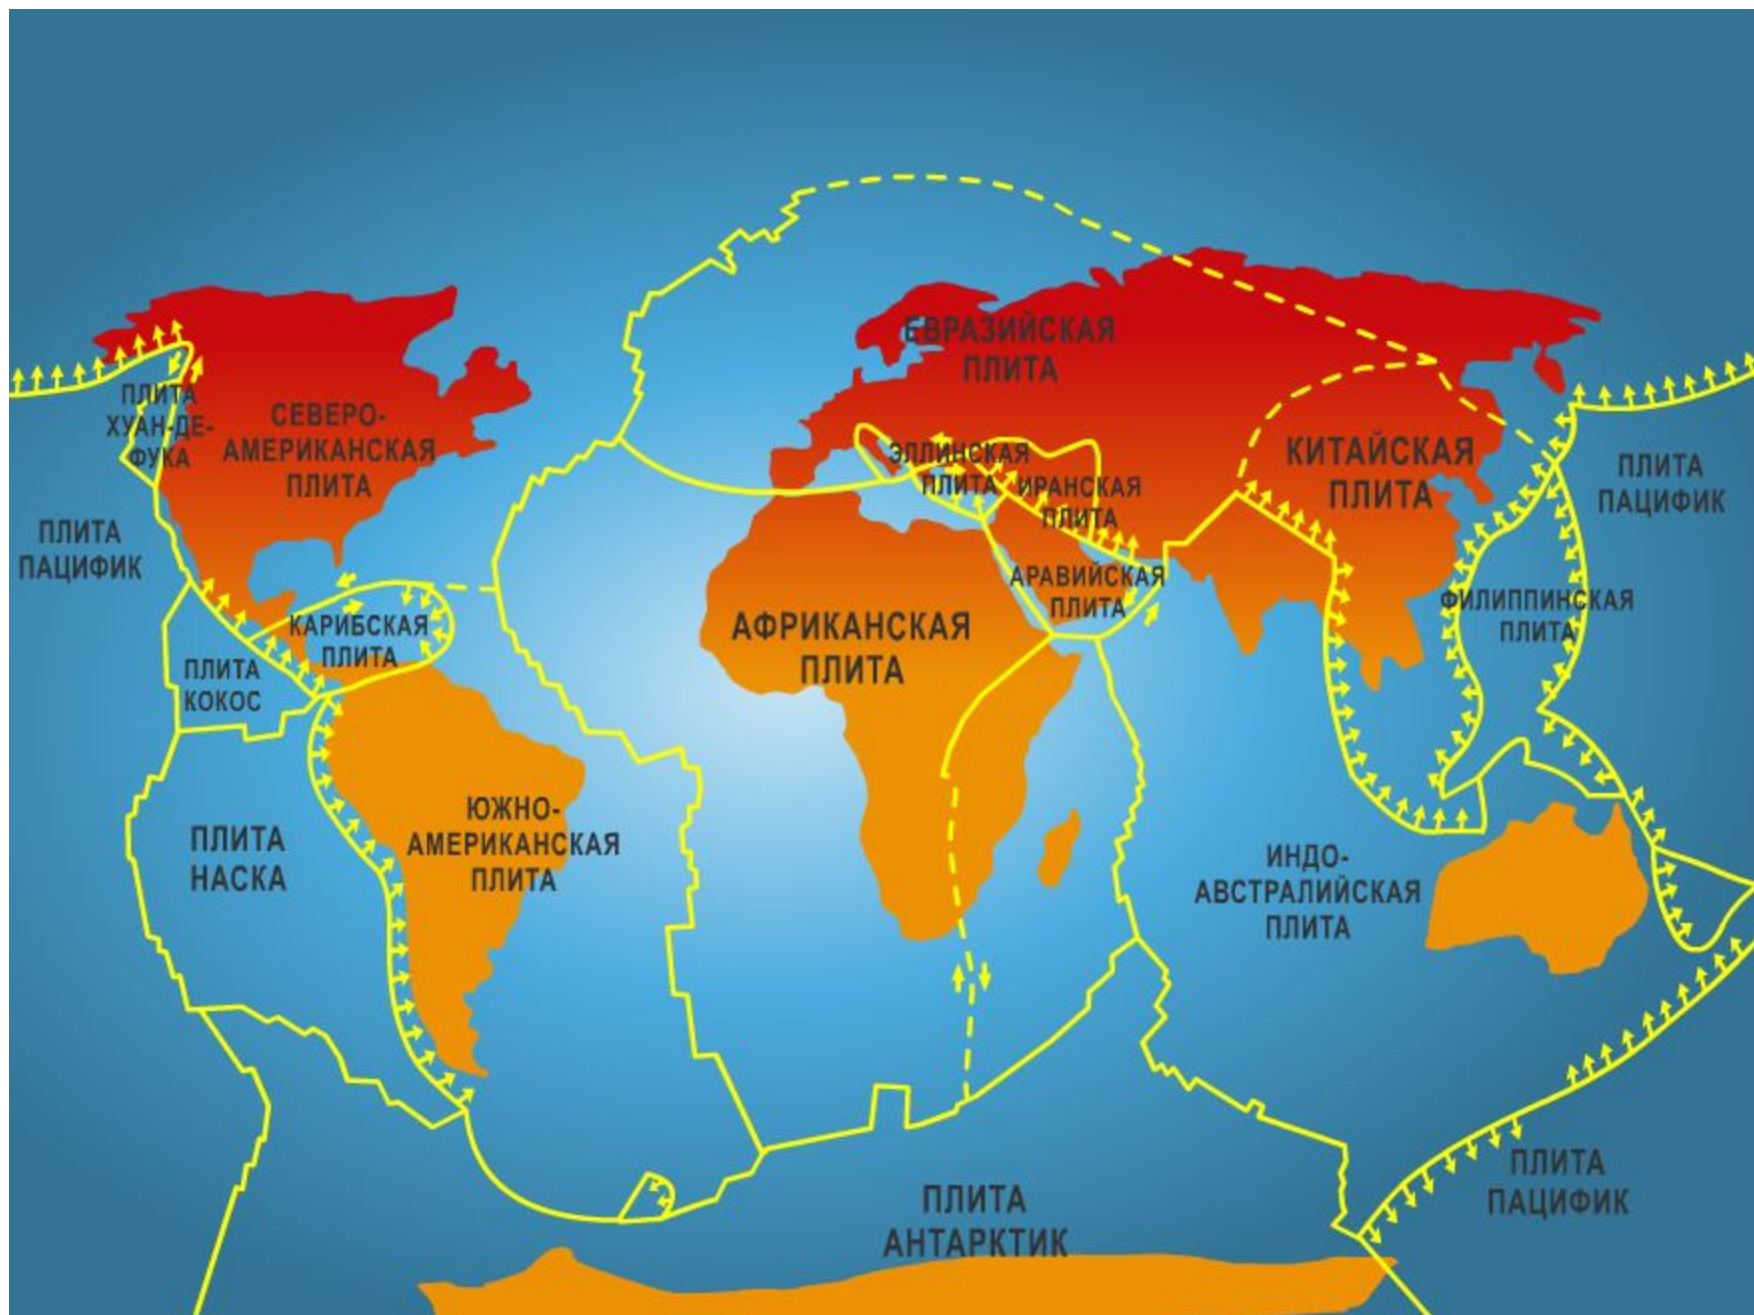 ЕВРАЗИЙСКАЯ
ПЛИТА
ПЛИТА
ХУАН-ДЕ-
ФУКА
СЕВЕРО-
АМЕРИКАНСКАЯ
ПЛИТА
ЭЛЛИНСКАЯ
ПЛИТА
ИРАНСКАЯ
ПЛИТА
КИТАЙСКАЯ
ПЛИТА
ПЛИТА
ПАЦИФИК
ПЛИТА
ПАЦИФИК
АРАВИЙСКАЯ
ПЛИТА
ФИЛИППИНСКАЯ
ПЛИТА
КАРИБСКАЯ
ПЛИТА
АФРИКАНСКАЯ
ПЛИТА
ПЛИТА
КОКОС
ПЛИТА
НАСКА
ЮЖНО-
АМЕРИКАНСКАЯ
ПЛИТА
ИНДО-
АВСТРАЛИЙСКАЯ
ПЛИТА
ПЛИТА
АНТАРКТИК
ПЛИТА
ПАЦИФИК